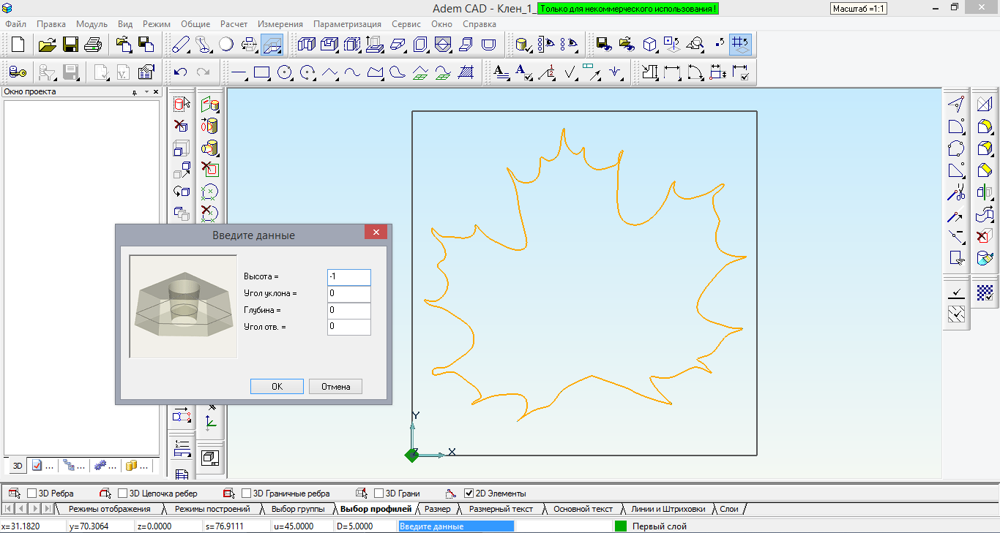 Adem CAD - Клен_1_
Только для некоммерческого использования !
Масштаб =1:1
Файл Правка Модуль Вид Режим Общие Расчет Измерения Параметризация Сервис Окно Справка
Окно проекта
Введите данные
Высота = -1
Угол уклона = 0
Глубина = 0
Угол отв. = 0
OK Отмена
Y
Z X
3D ... ... ... ...
3D Ребра 3D Цепочка ребер 3D Граничные ребра 3D Грани 2D Элементы
Режимы отображения Режимы построений Выбор группы Выбор профилей Размер Размерный текст Основной текст Линии и Штриховки Слои
x=31.1820 y=70.3064 z=0.0000 s=76.9111 u=45.0000 D=5.0000 Введите данные Первый слой